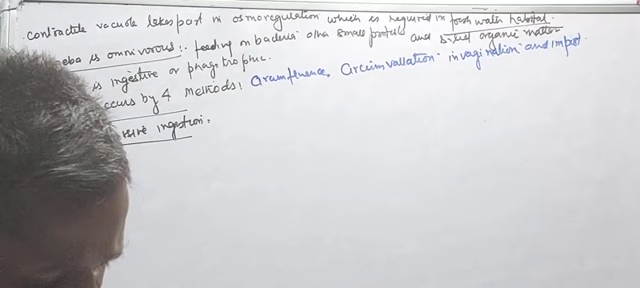 contractile vacuole takes part in osmoregulation which is required in fresh water habitat.
eba is omnivorous:- feeding on bacteria other small protists and organic matter
is ingestive or phagotrophic.
occurs by 4 methods: Circumfluence, Circumvallation invagination and import.
ingestion: